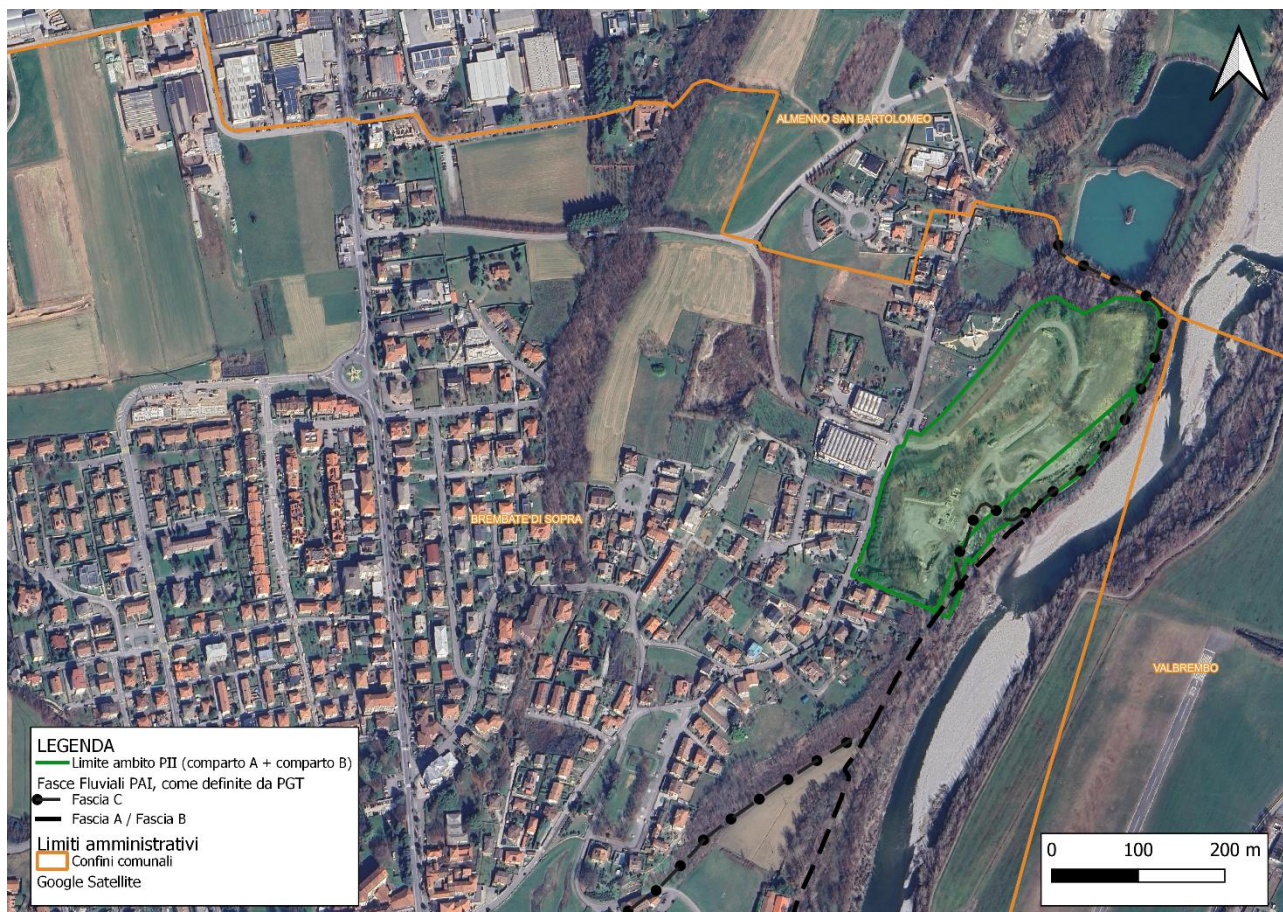 ALMENNO SAN BARTOLOMEO
BREMBATE DI SOPRA
VALBREMBO
LEGENDA
Limite ambito PII (comparto A + comparto B)
Fasce Fluviali PAI, come definite da PGT
Fascia C
Fascia A / Fascia B
Limiti amministrativi
Confini comunali
Google Satellite
0 100 200 m